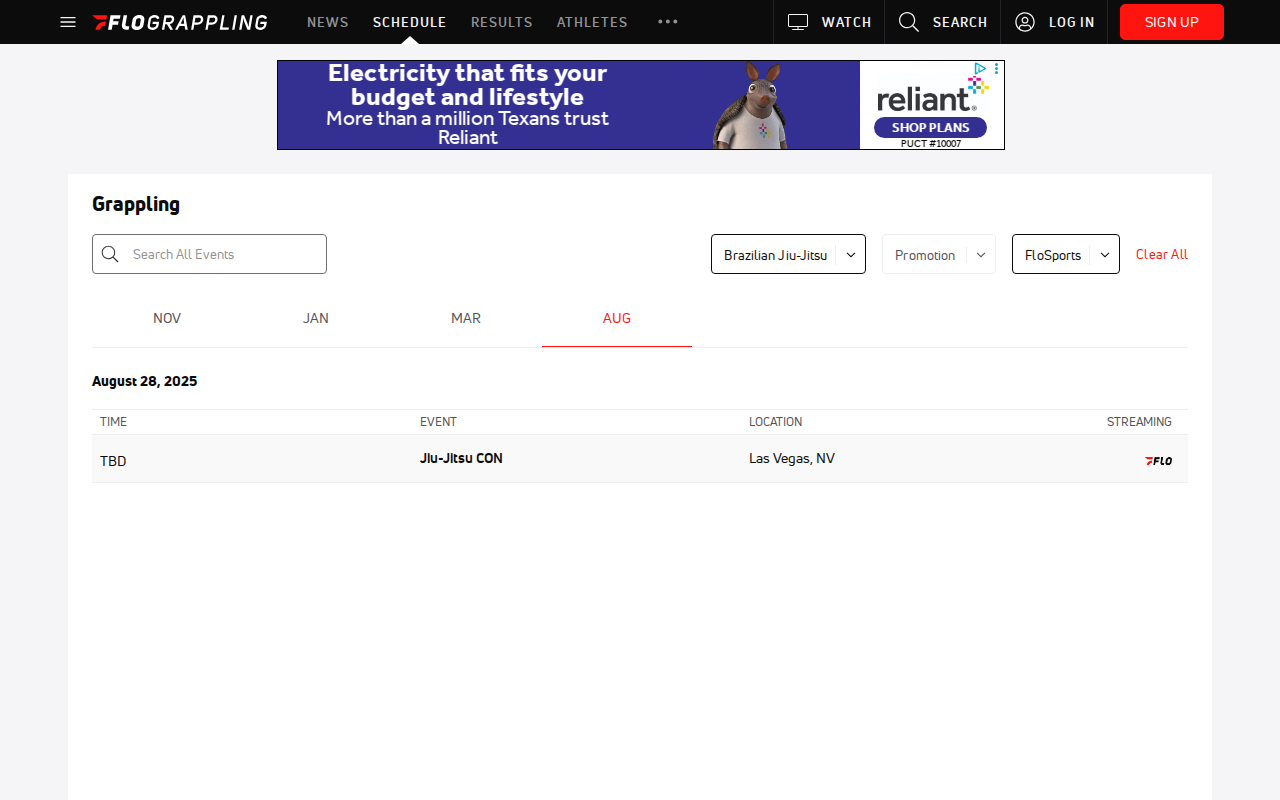 FLOGRAPPLING
NEWS
SCHEDULE
RESULTS
ATHLETES
WATCH
SEARCH
LOG IN
SIGN UP
Electricity that fits your
budget and lifestyle
More than a million Texans trust
Reliant
reliant®
SHOP PLANS
PUCT #10007
Grappling
Search All Events
Brazilian Jiu-Jitsu
Promotion
FloSports
Clear All
NOV
JAN
MAR
AUG
August 28, 2025
TIME
EVENT
LOCATION
STREAMING
TBD
Jiu-Jitsu CON
Las Vegas, NV
FLO